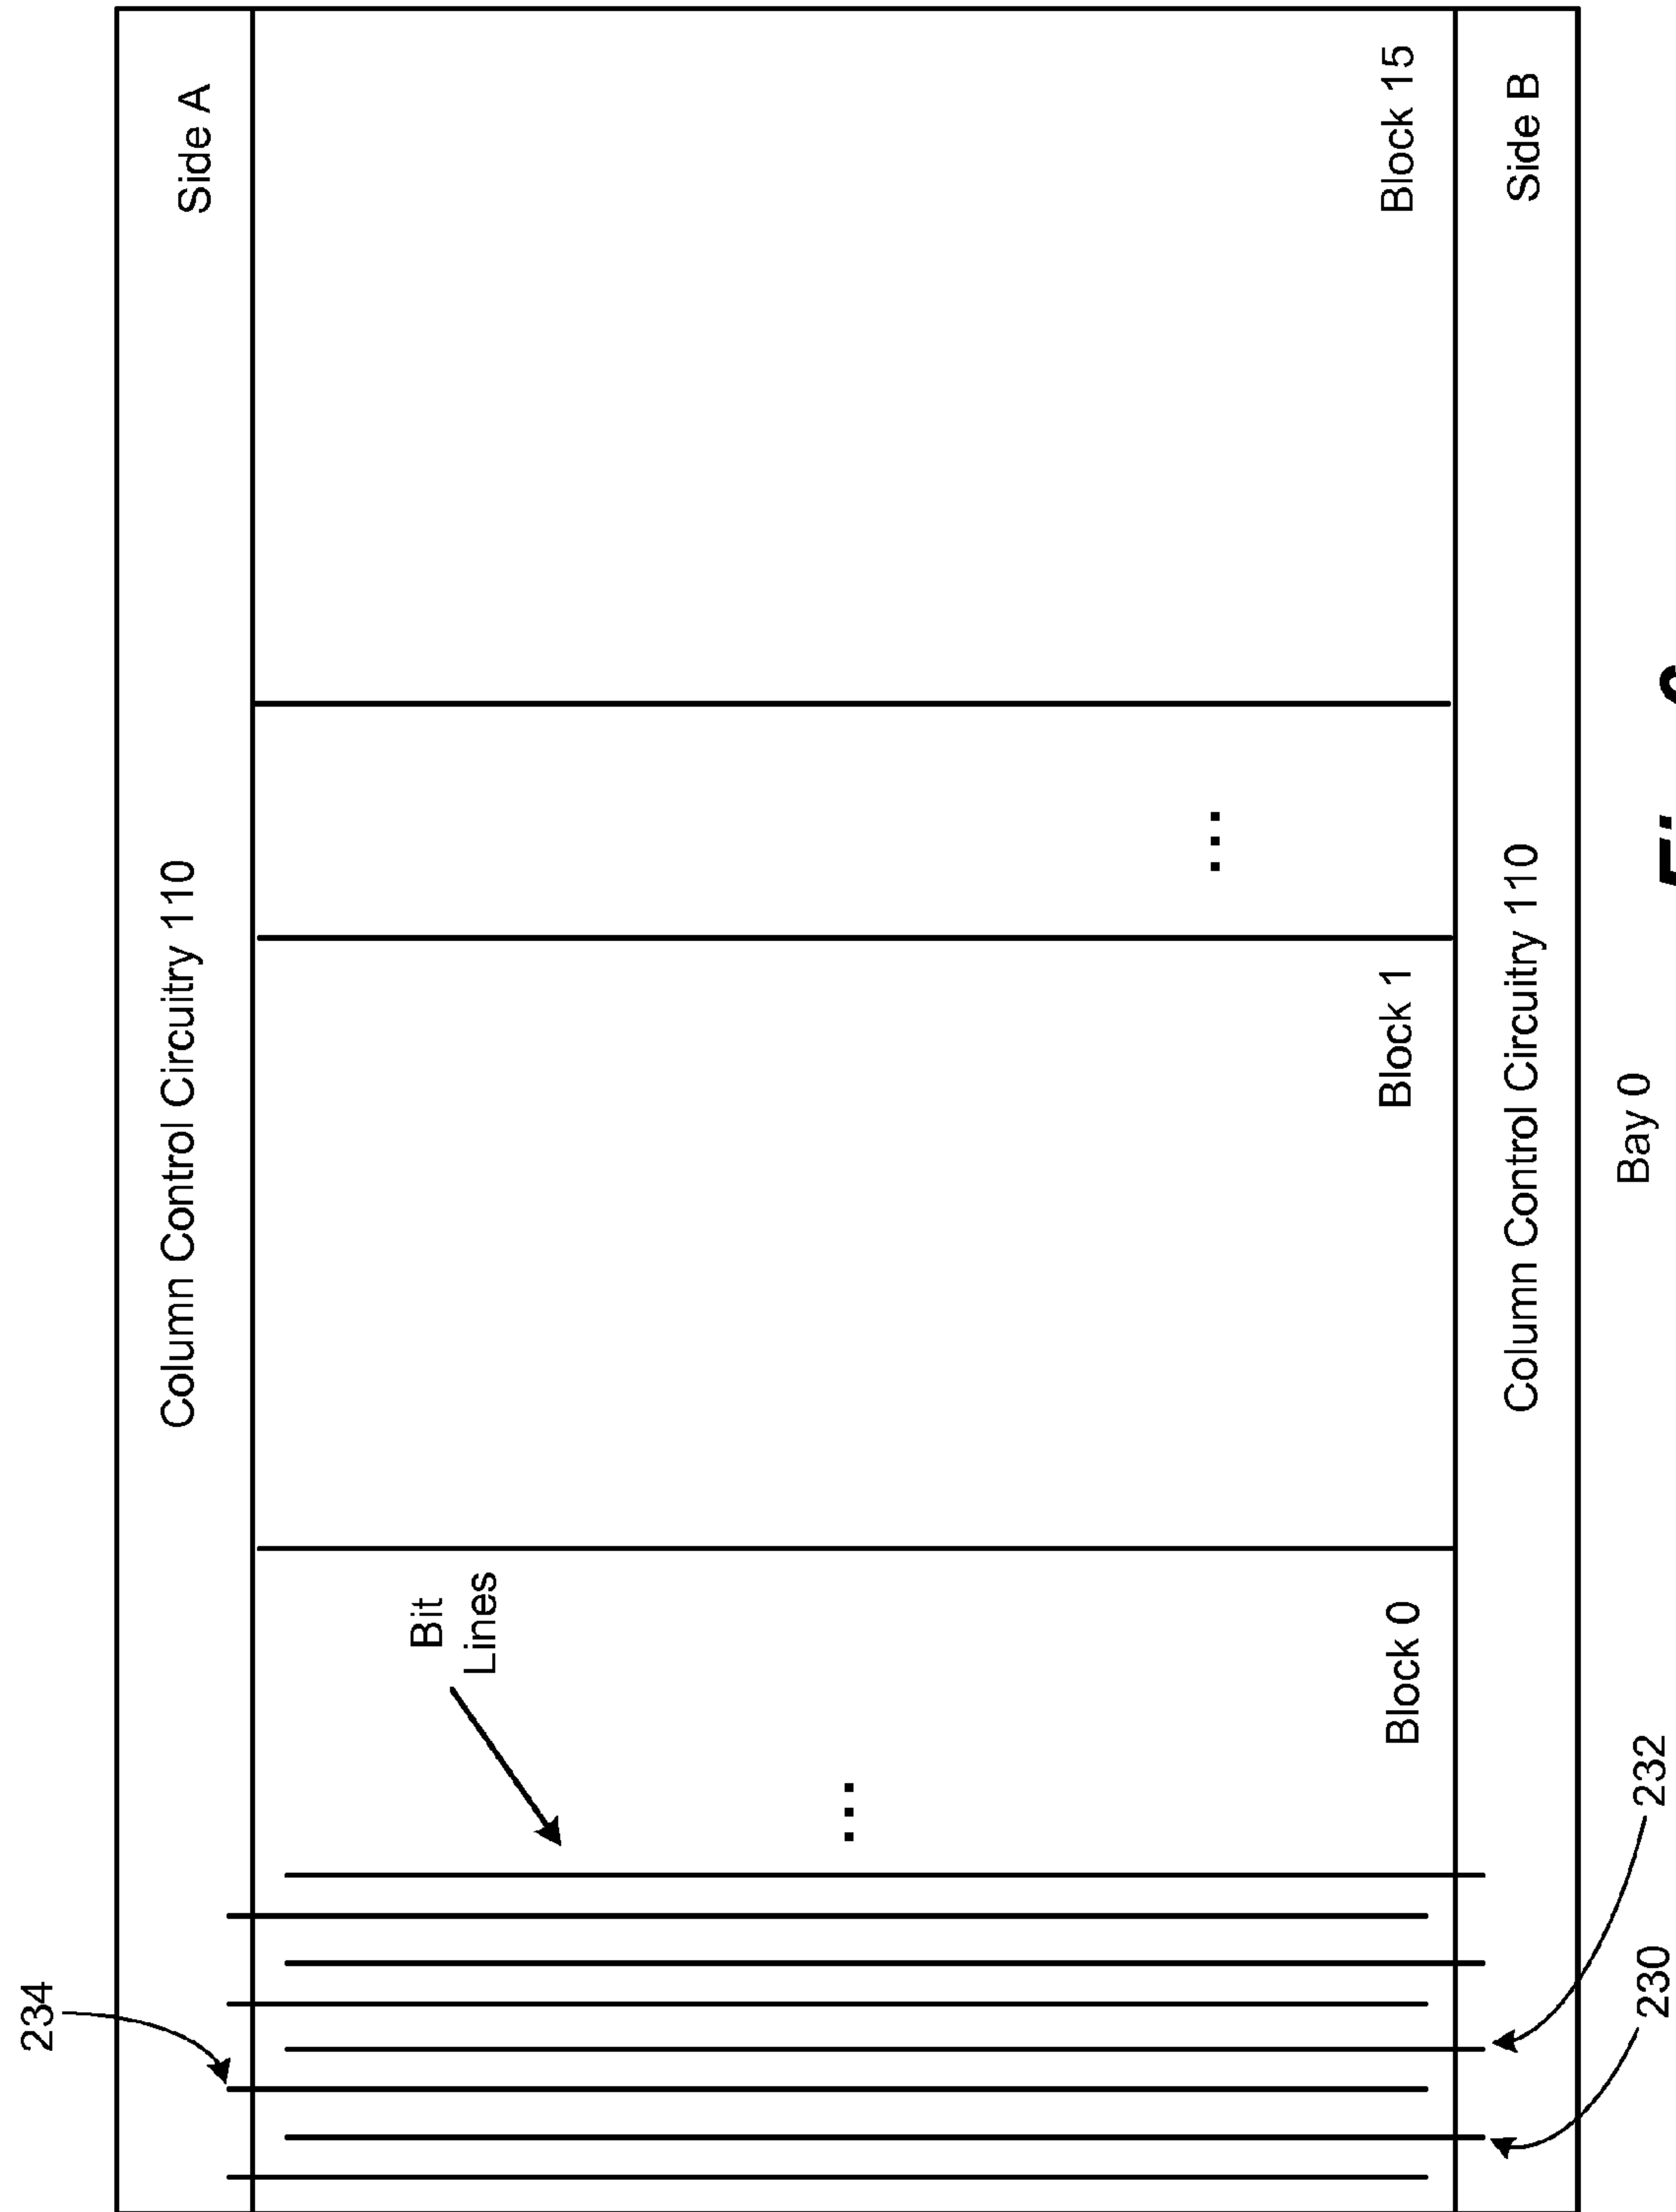 234
Column Control Circuitry 110
Side A
Bit
Lines
...
...
Block 0
Block 1
Block 15
Column Control Circuitry 110
Side B
230
232
Bay 0